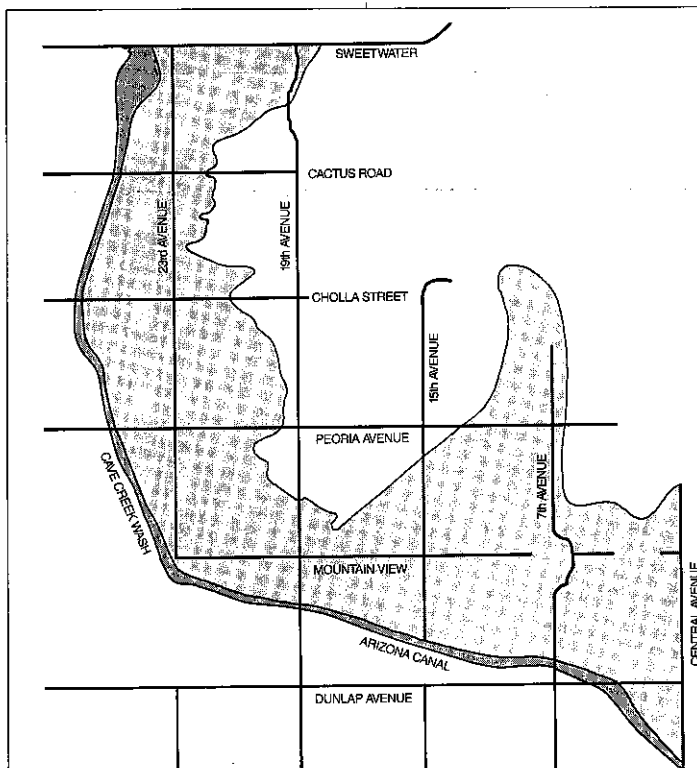 SWEETWATER
CACTUS ROAD
23rd AVENUE
19th AVENUE
CHOLLA STREET
15th AVENUE
PEORIA AVENUE
CAVE CREEK WASH
7th AVENUE
MOUNTAIN VIEW
CENTRAL AVENUE
ARIZONA CANAL
DUNLAP AVENUE